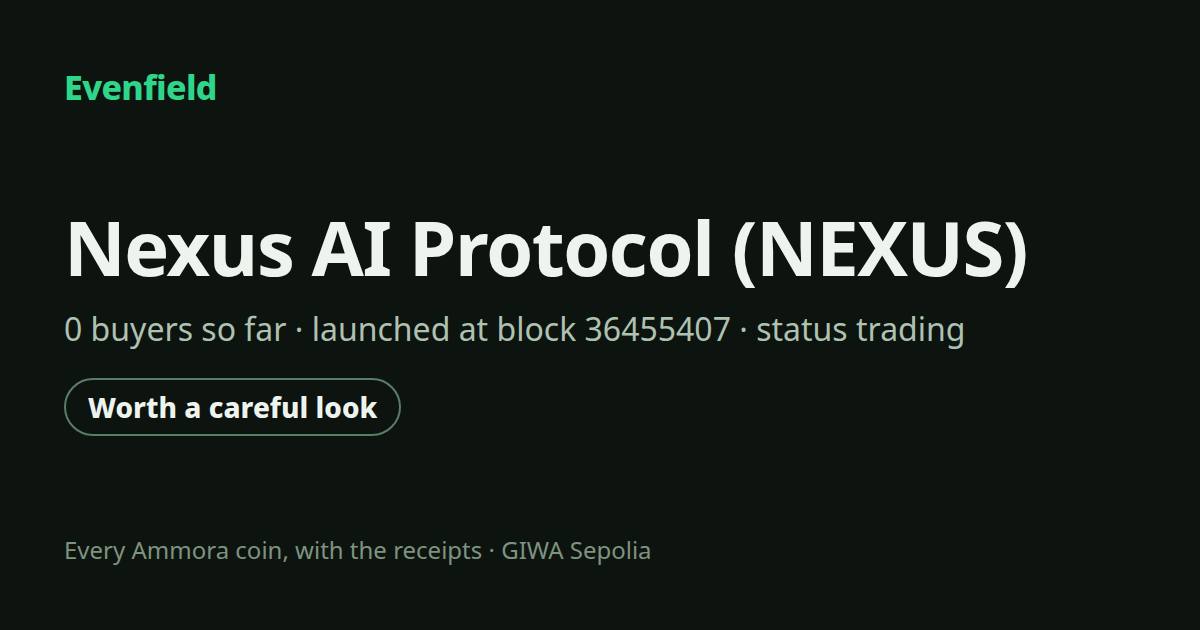 Evenfield
Nexus AI Protocol (NEXUS)
0 buyers so far · launched at block 36455407 · status trading
Worth a careful look
Every Ammora coin, with the receipts · GIWA Sepolia